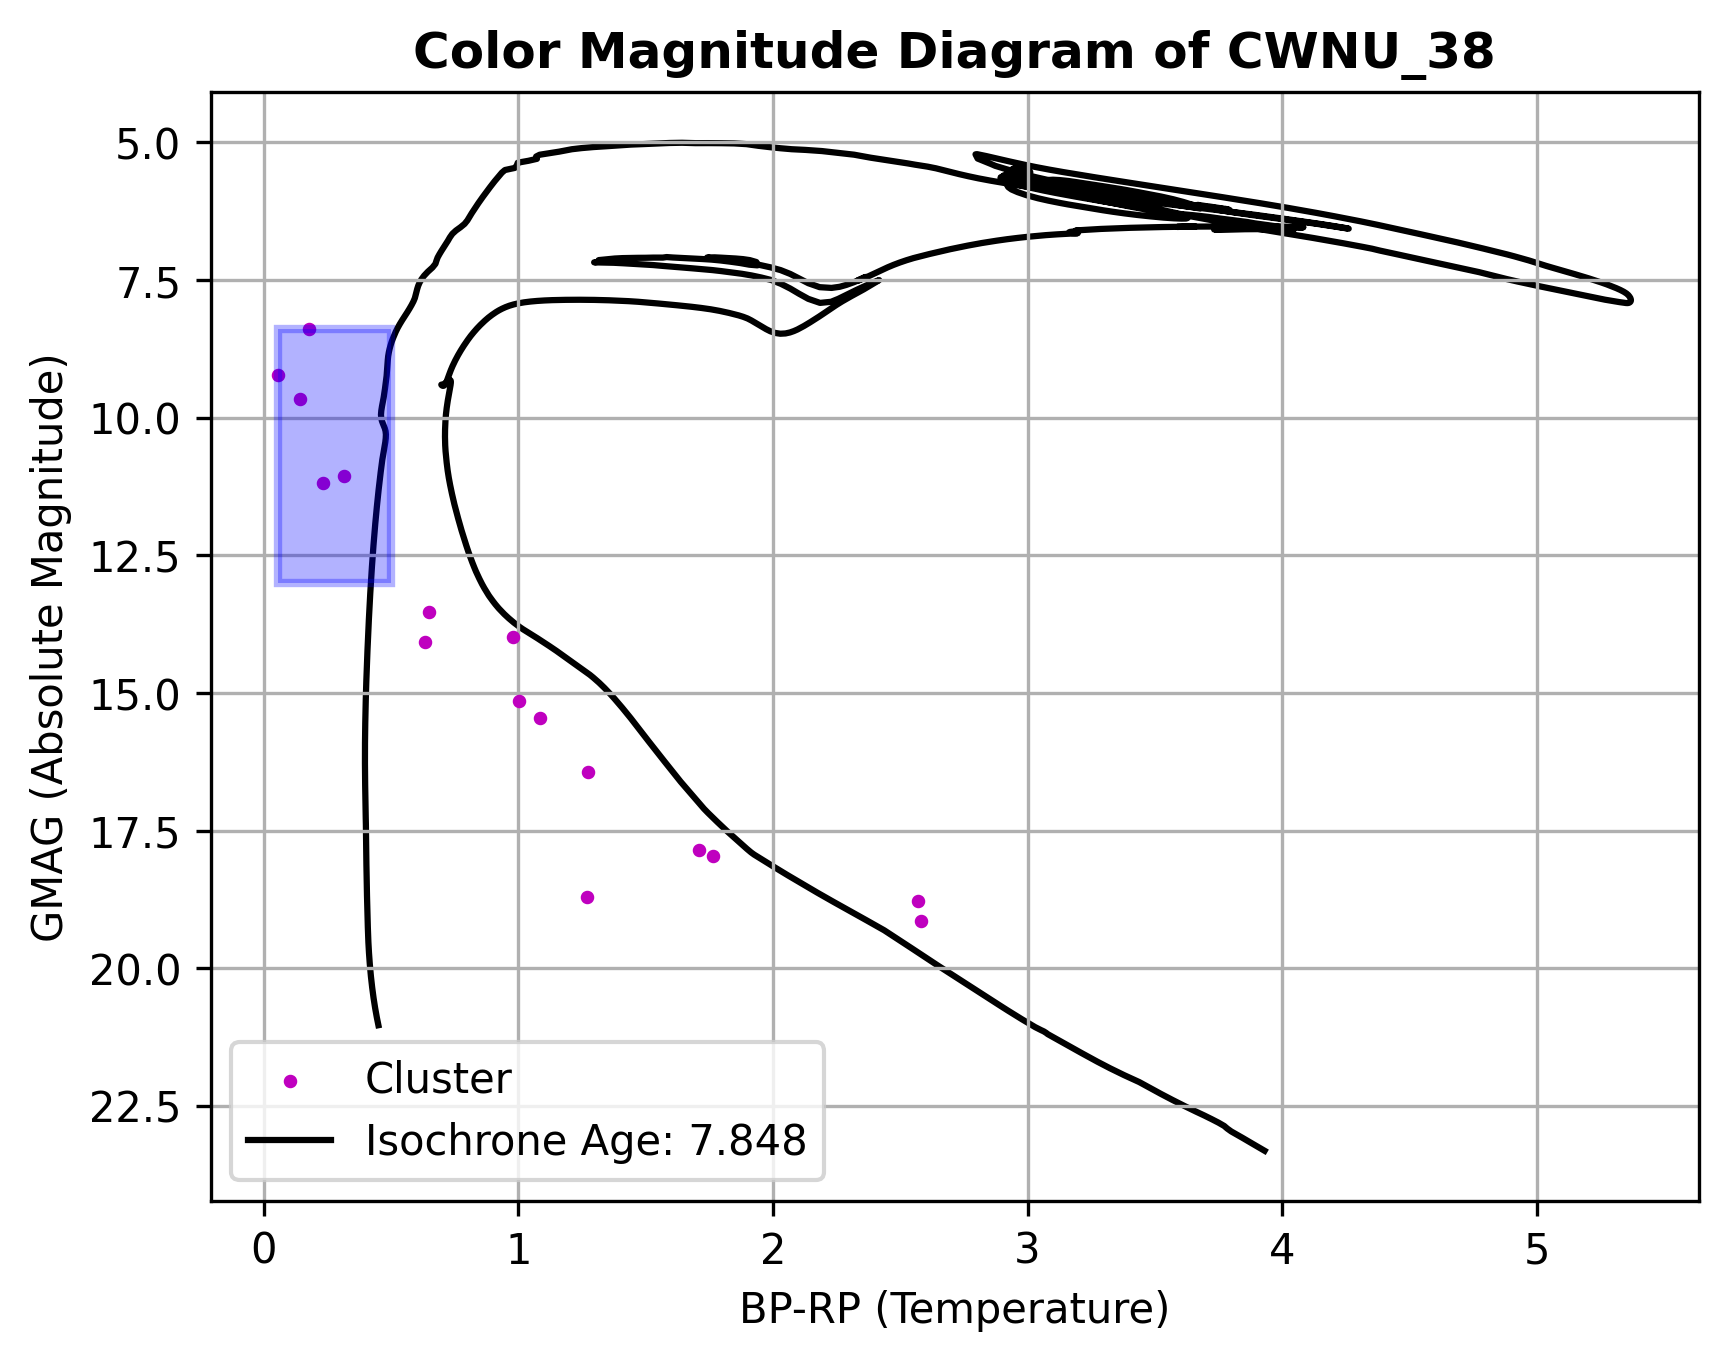 Color Magnitude Diagram of CWNU_38
GMAG (Absolute Magnitude)
5.0
7.5
10.0
12.5
15.0
17.5
20.0
22.5
Cluster
Isochrone Age: 7.848
0 1 2 3 4 5
BP-RP (Temperature)